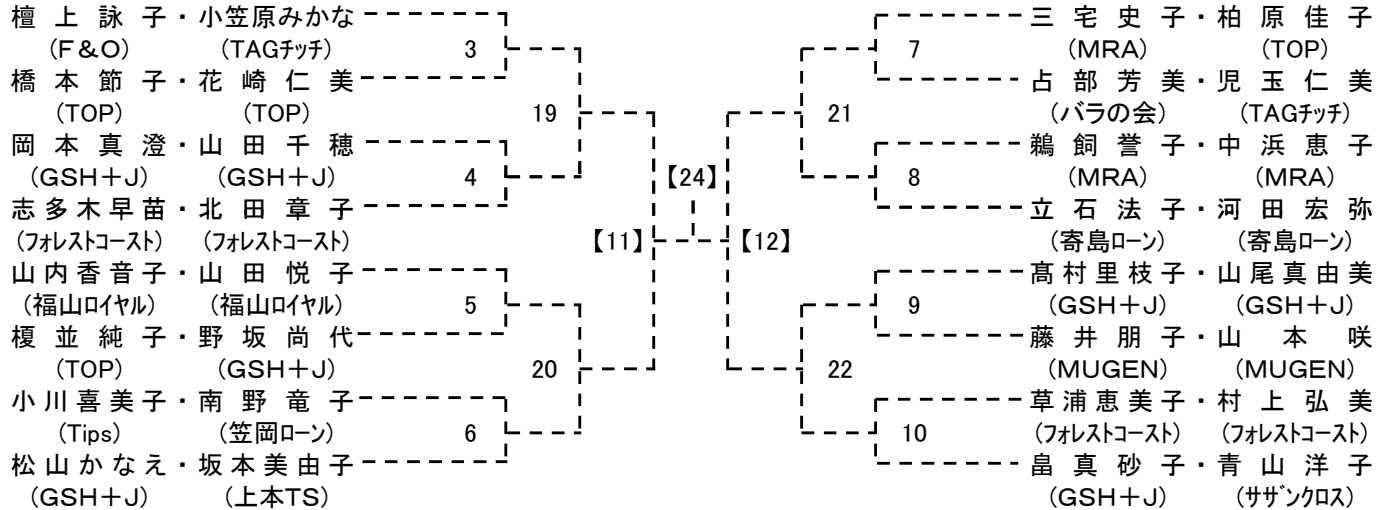 檀上詠子・小笠原みかな 三宅史子・柏原佳子
(F&O) (TAGチッチ) 3 7 (MRA) (TOP)
橋本節子・花崎仁美 占部芳美・児玉仁美
(TOP) (TOP) 19 21 (バラの会) (TAGチッチ)
岡本真澄・山田千穂 鵜飼誉子・中浜恵子
(GSH+J) (GSH+J) 4 【24】 8 (MRA) (MRA)
志多木早苗・北田章子 立石法子・河田宏弥
(フォレストコースト) (フォレストコースト) 【11】 【12】 (寄島ローン) (寄島ローン)
山内香音子・山田悦子 髙村里枝子・山尾真由美
(福山ロイヤル) (福山ロイヤル) 5 9 (GSH+J) (GSH+J)
榎並純子・野坂尚代 藤井朋子・山本咲
(TOP) (GSH+J) 20 22 (MUGEN) (MUGEN)
小川喜美子・南野竜子 草浦恵美子・村上弘美
(Tips) (笠岡ローン) 6 10 (フォレストコースト) (フォレストコースト)
松山かなえ・坂本美由子 畠真砂子・青山洋子
(GSH+J) (上本TS) (GSH+J) (サザンクロス)